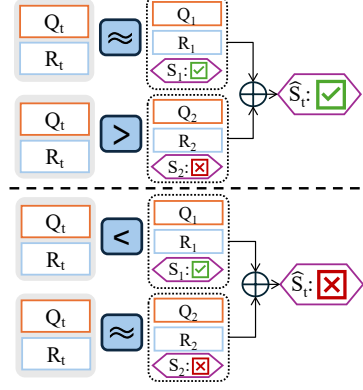 Qt
Rt
≈
Q1
R1
S1:
Qt
Rt
>
Q2
R2
S2:
Ŝt:
Qt
Rt
<
Q1
R1
S1:
Qt
Rt
≈
Q2
R2
S2:
Ŝt: